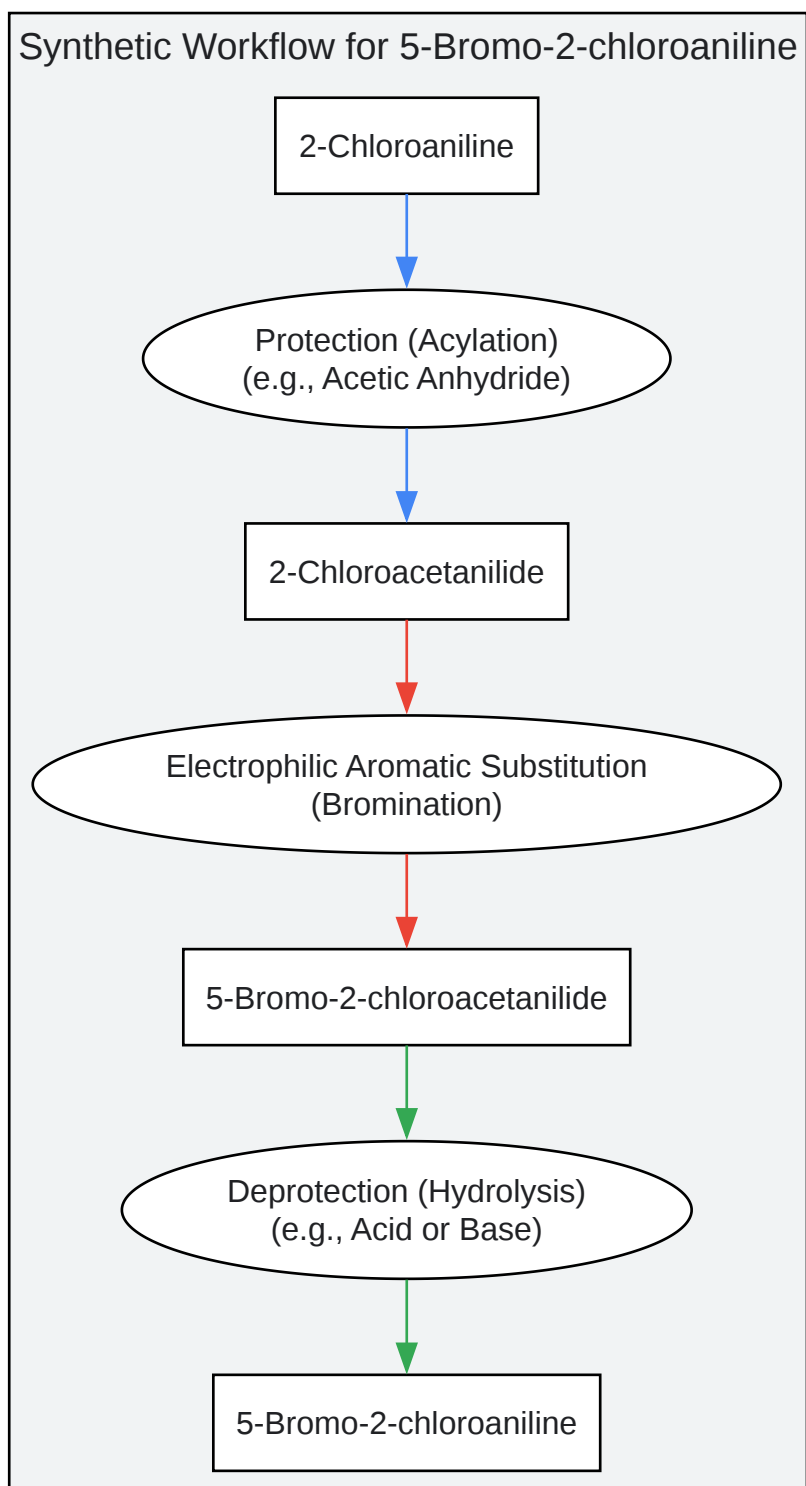 Synthetic Workflow for 5-Bromo-2-chloroaniline
2-Chloroaniline
Protection (Acylation)
(e.g., Acetic Anhydride)
2-Chloroacetanilide
Electrophilic Aromatic Substitution
(Bromination)
5-Bromo-2-chloroacetanilide
Deprotection (Hydrolysis)
(e.g., Acid or Base)
5-Bromo-2-chloroaniline